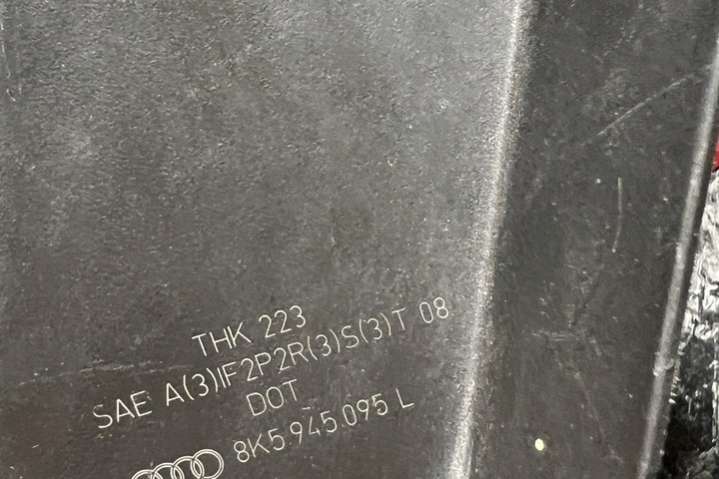 THK 223
SAE A(3)IF2P2R(3)S(3)T 08
DOT
8K5 945.095 L